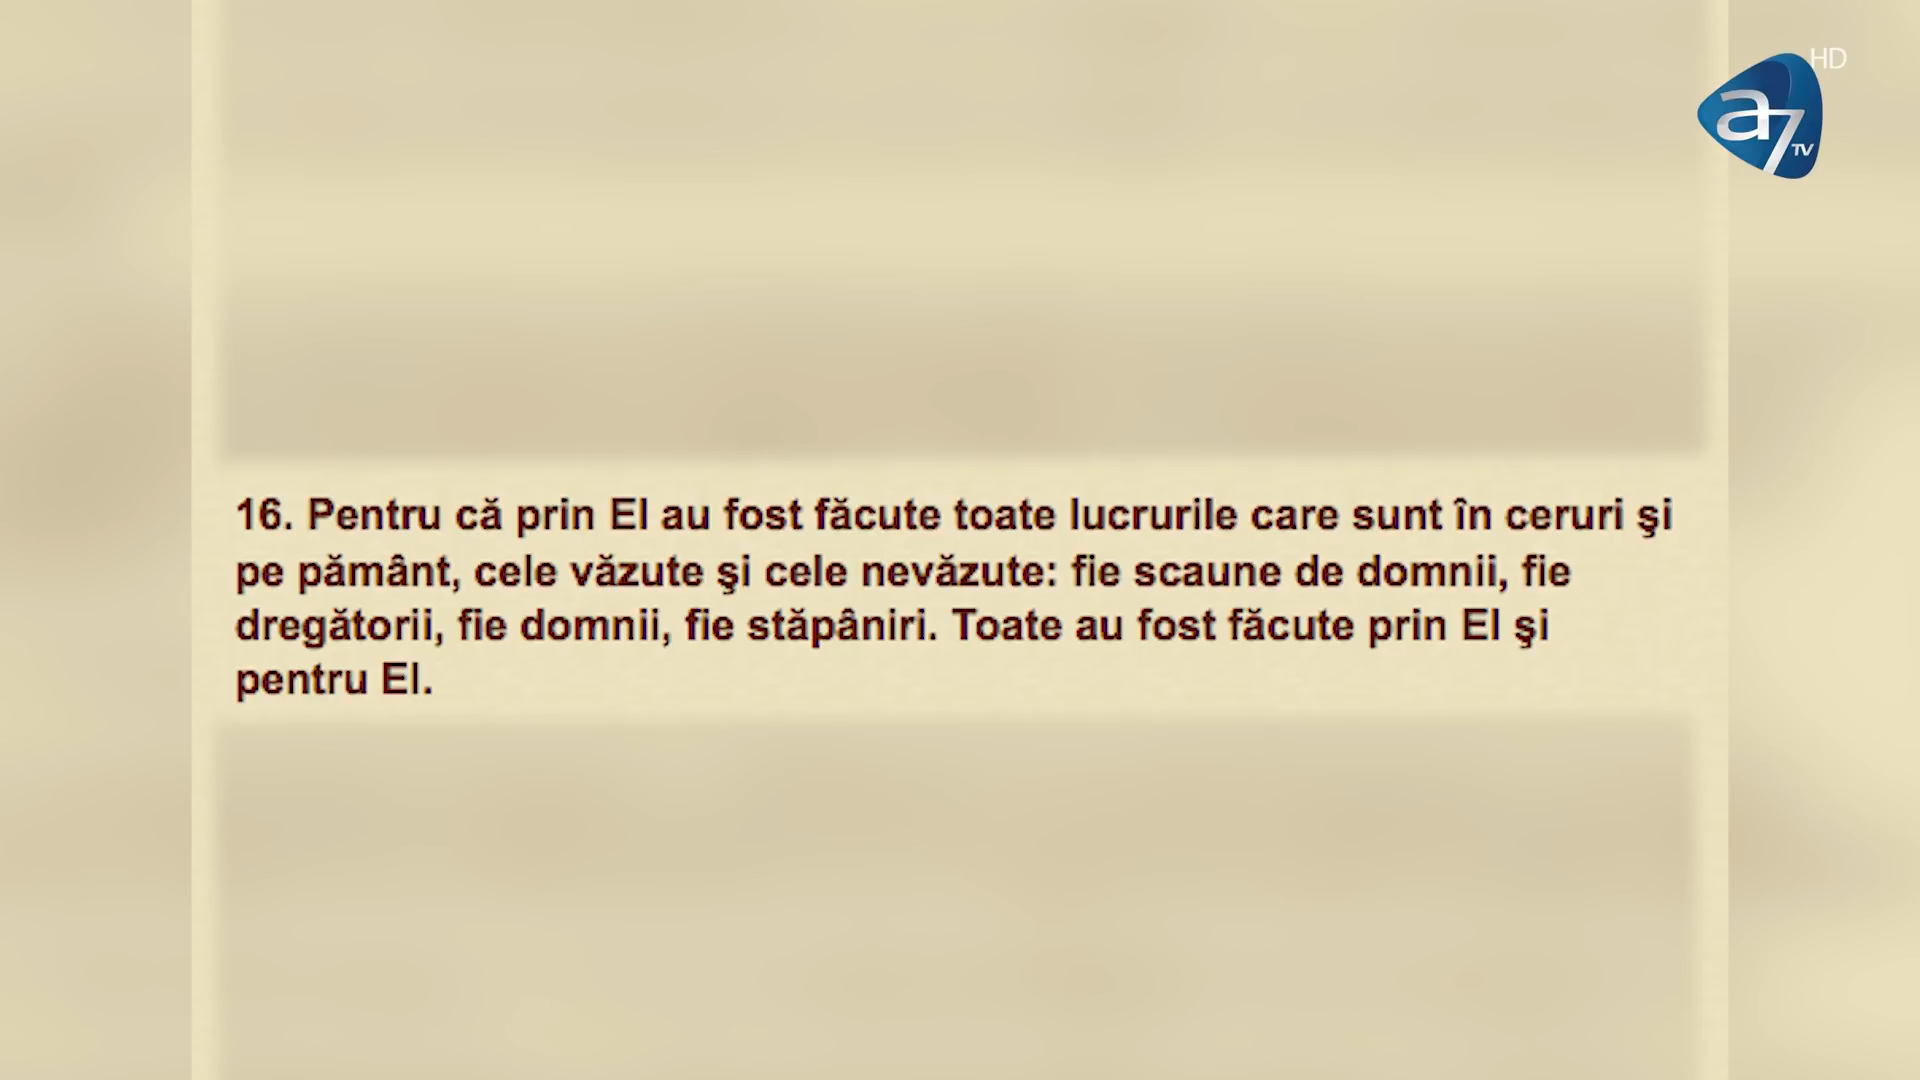 HD
a7
TV
16. Pentru că prin El au fost făcute toate lucrurile care sunt în ceruri şi
pe pământ, cele văzute şi cele nevăzute: fie scaune de domnii, fie
dregătorii, fie domnii, fie stăpâniri. Toate au fost făcute prin El şi
pentru El.